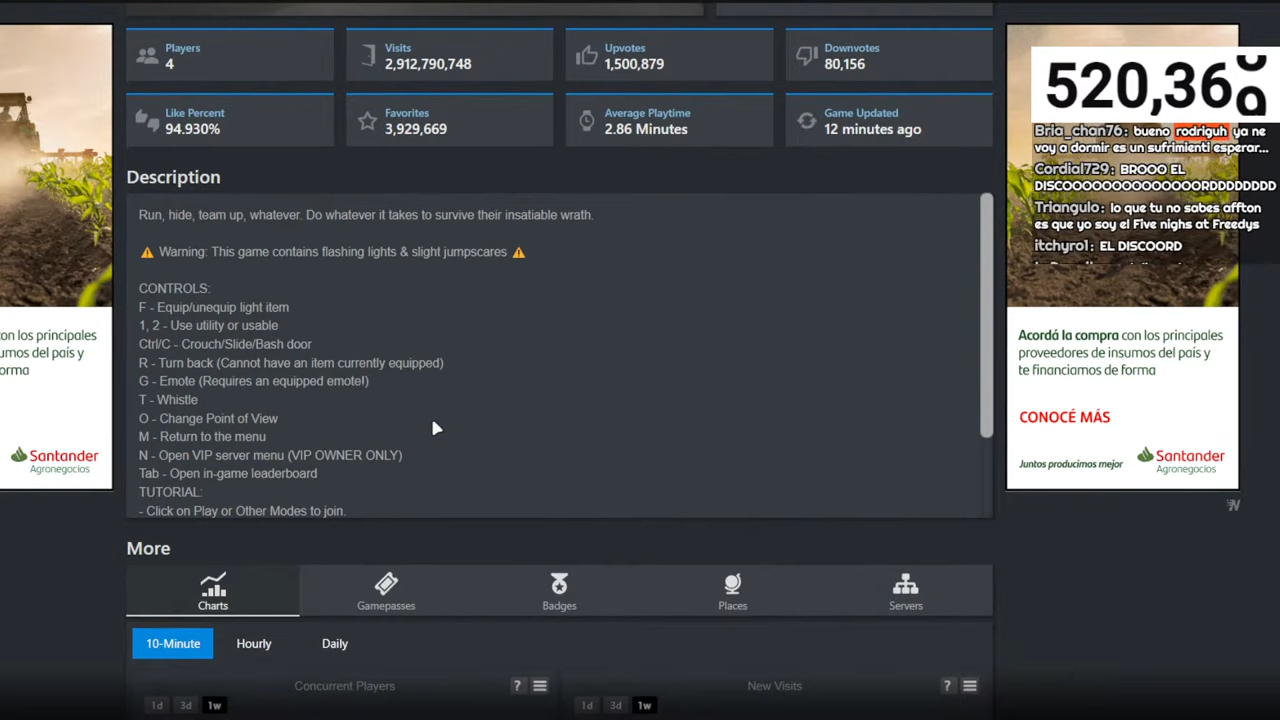 Players
4
Visits
2,912,790,748
Upvotes
1,500,879
Downvotes
80,156
Like Percent
94.930%
Favorites
3,929,669
Average Playtime
2.86 Minutes
Game Updated
12 minutes ago
Description
Run, hide, team up, whatever. Do whatever it takes to survive their insatiable wrath.
⚠ Warning: This game contains flashing lights & slight jumpscares ⚠
CONTROLS:
F - Equip/unequip light item
1, 2 - Use utility or usable
Ctrl/C - Crouch/Slide/Bash door
R - Turn back (Cannot have an item currently equipped)
G - Emote (Requires an equipped emote!)
T - Whistle
O - Change Point of View
M - Return to the menu
N - Open VIP server menu (VIP OWNER ONLY)
Tab - Open in-game leaderboard
TUTORIAL:
- Click on Play or Other Modes to join.
More
Charts
Gamepasses
Badges
Places
Servers
10-Minute
Hourly
Daily
Concurrent Players
?
New Visits
?
1d
3d
1w
1d
3d
1w
on los principales
sumos del país y
forma
Santander
Agronegocios
520,36
Bria_chan76: bueno rodriguh ya ne
voy a dormir es un sufrimienti esperar...
Cordial729: BROOO EL
DISCOOOOOOOOOOOOOORDDDDDDDD
Triangulo: lo que tu no sabes affton
es que yo soy el Five nighs at Freedys
itchyro1: EL DISCOORD
Acordá la compra con los principales
proveedores de insumos del país y
te financiamos de forma
CONOCÉ MÁS
Juntos producimos mejor
Santander
Agronegocios